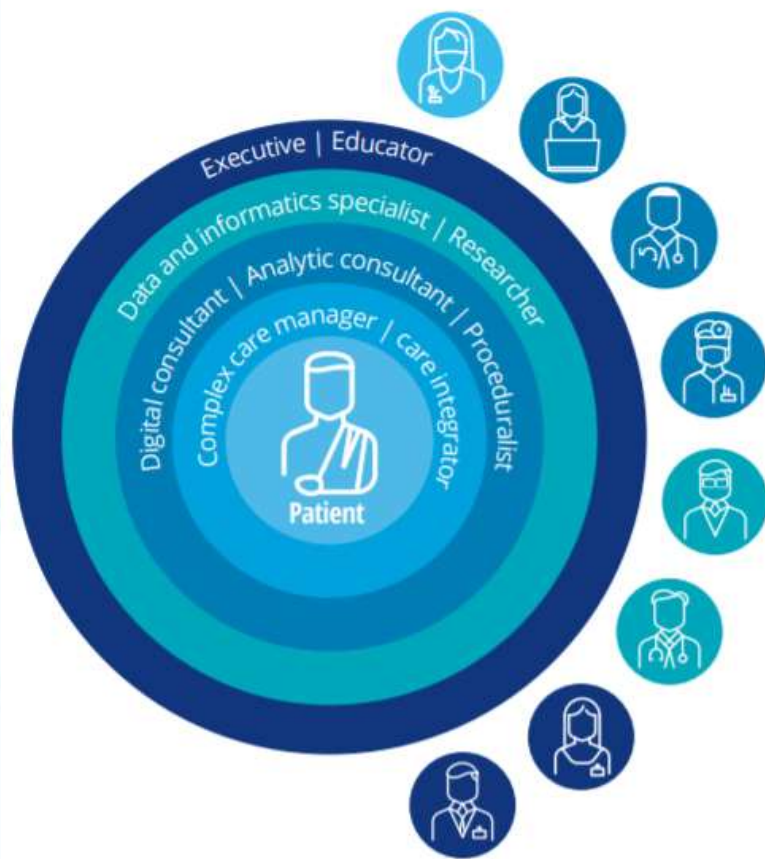 Executive | Educator
Data and informatics specialist | Researcher
Digital consultant | Analytic consultant | Proceduralist
Complex care manager | care integrator
Patient